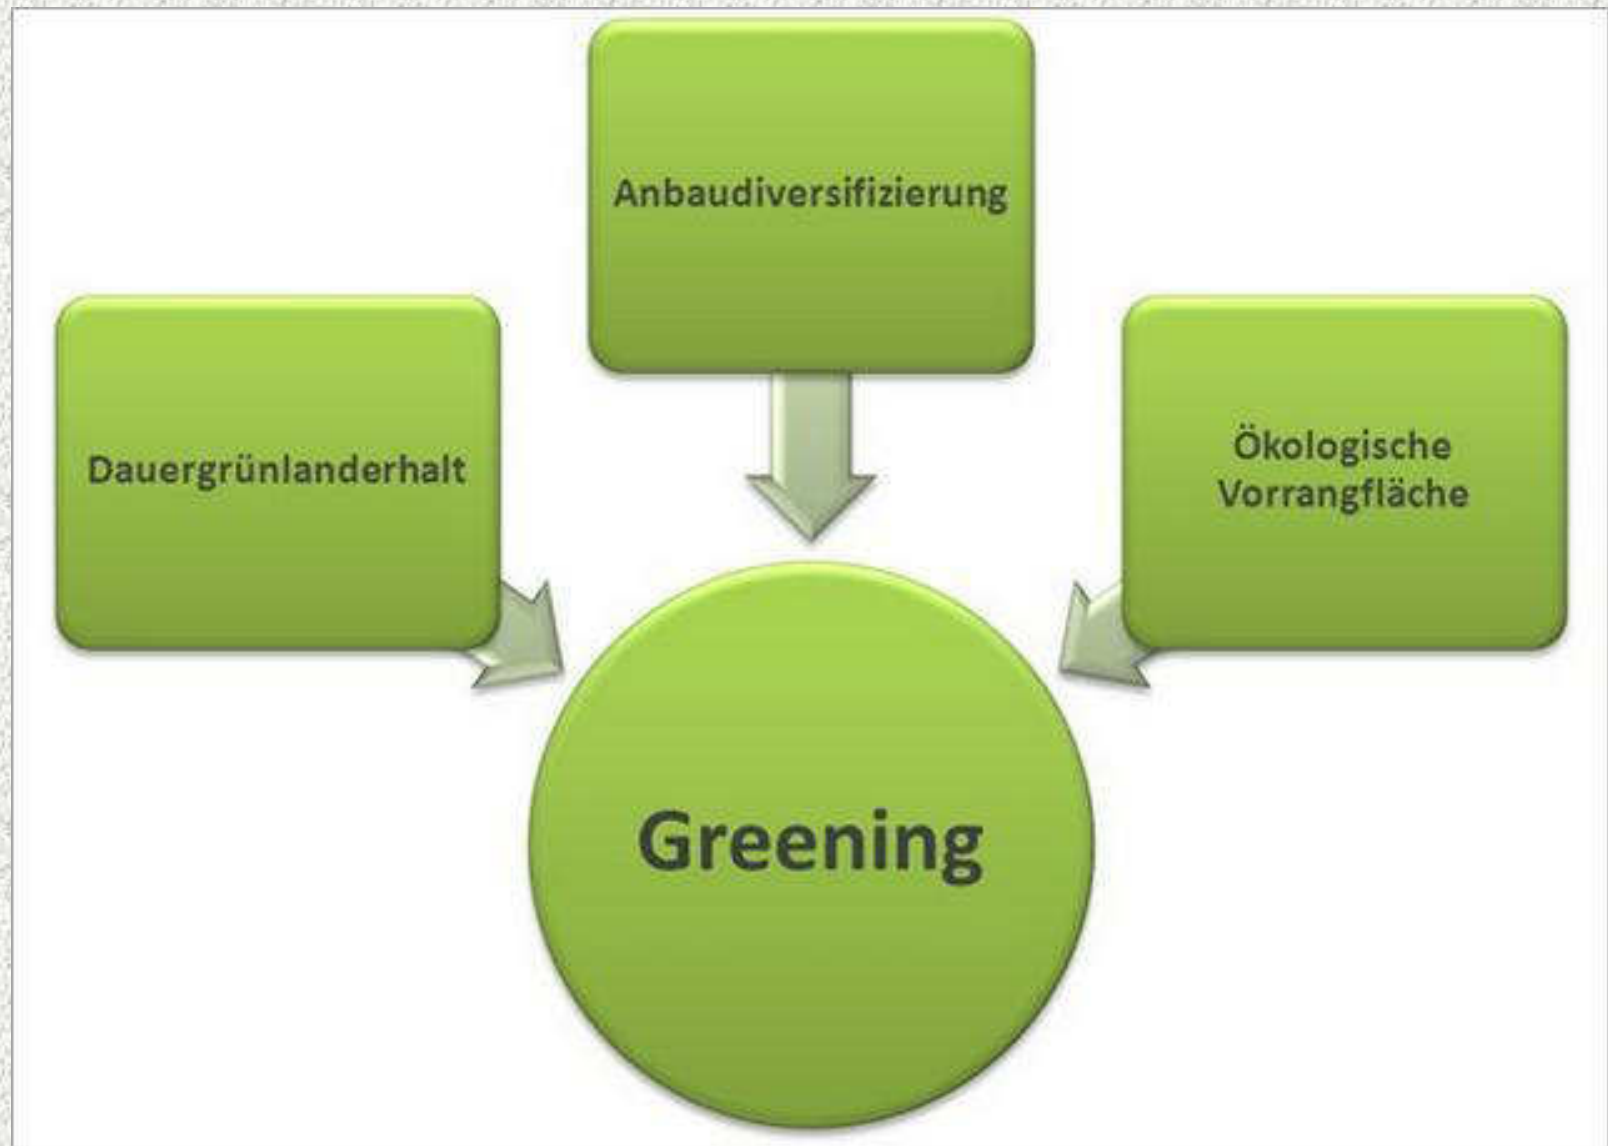 Anbaudiversifizierung
Dauergrünlanderhalt
Ökologische
Vorrangfläche
Greening